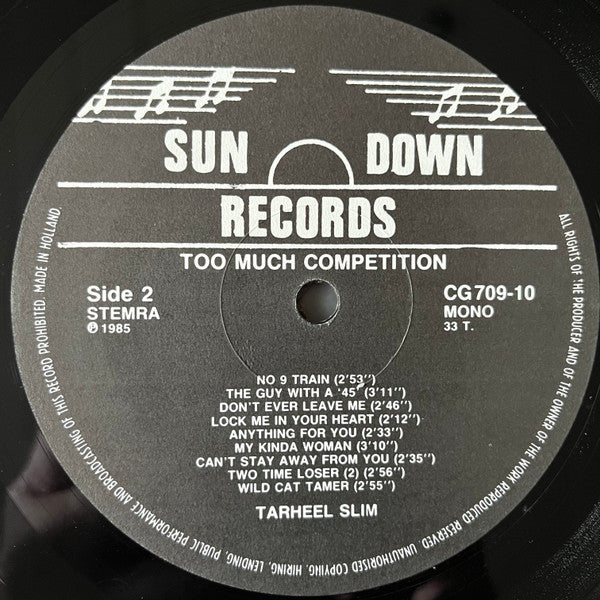 SUN DOWN
RECORDS
TOO MUCH COMPETITION
Side 2
STEMRA
℗ 1985
CG 709-10
MONO
33 T.
NO 9 TRAIN (2'53'')
THE GUY WITH A '45' (3'11'')
DON'T EVER LEAVE ME (2'46'')
LOCK ME IN YOUR HEART (2'12'')
ANYTHING FOR YOU (2'33'')
MY KINDA WOMAN (3'10'')
CAN'T STAY AWAY FROM YOU (2'35'')
TWO TIME LOSER (2) (2'56'')
WILD CAT TAMER (2'55'')
TARHEEL SLIM
ALL RIGHTS OF THE PRODUCER AND OF THE OWNER OF THE WORK REPRODUCED RESERVED. UNAUTHORISED COPYING, HIRING, LENDING, PUBLIC PERFORMANCE AND BROADCASTING OF THIS RECORD PROHIBITED. MADE IN HOLLAND.